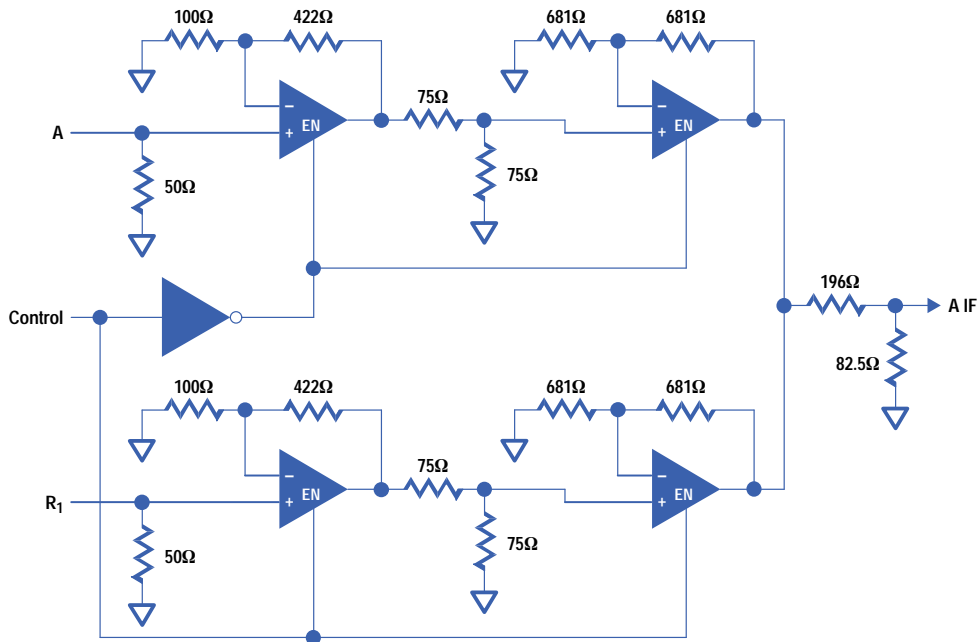 100Ω 422Ω 681Ω 681Ω
− EN +
75Ω
− EN +
A
50Ω
75Ω
196Ω
A IF
Control
82.5Ω
100Ω 422Ω 681Ω 681Ω
− EN +
75Ω
− EN +
R1
50Ω
75Ω